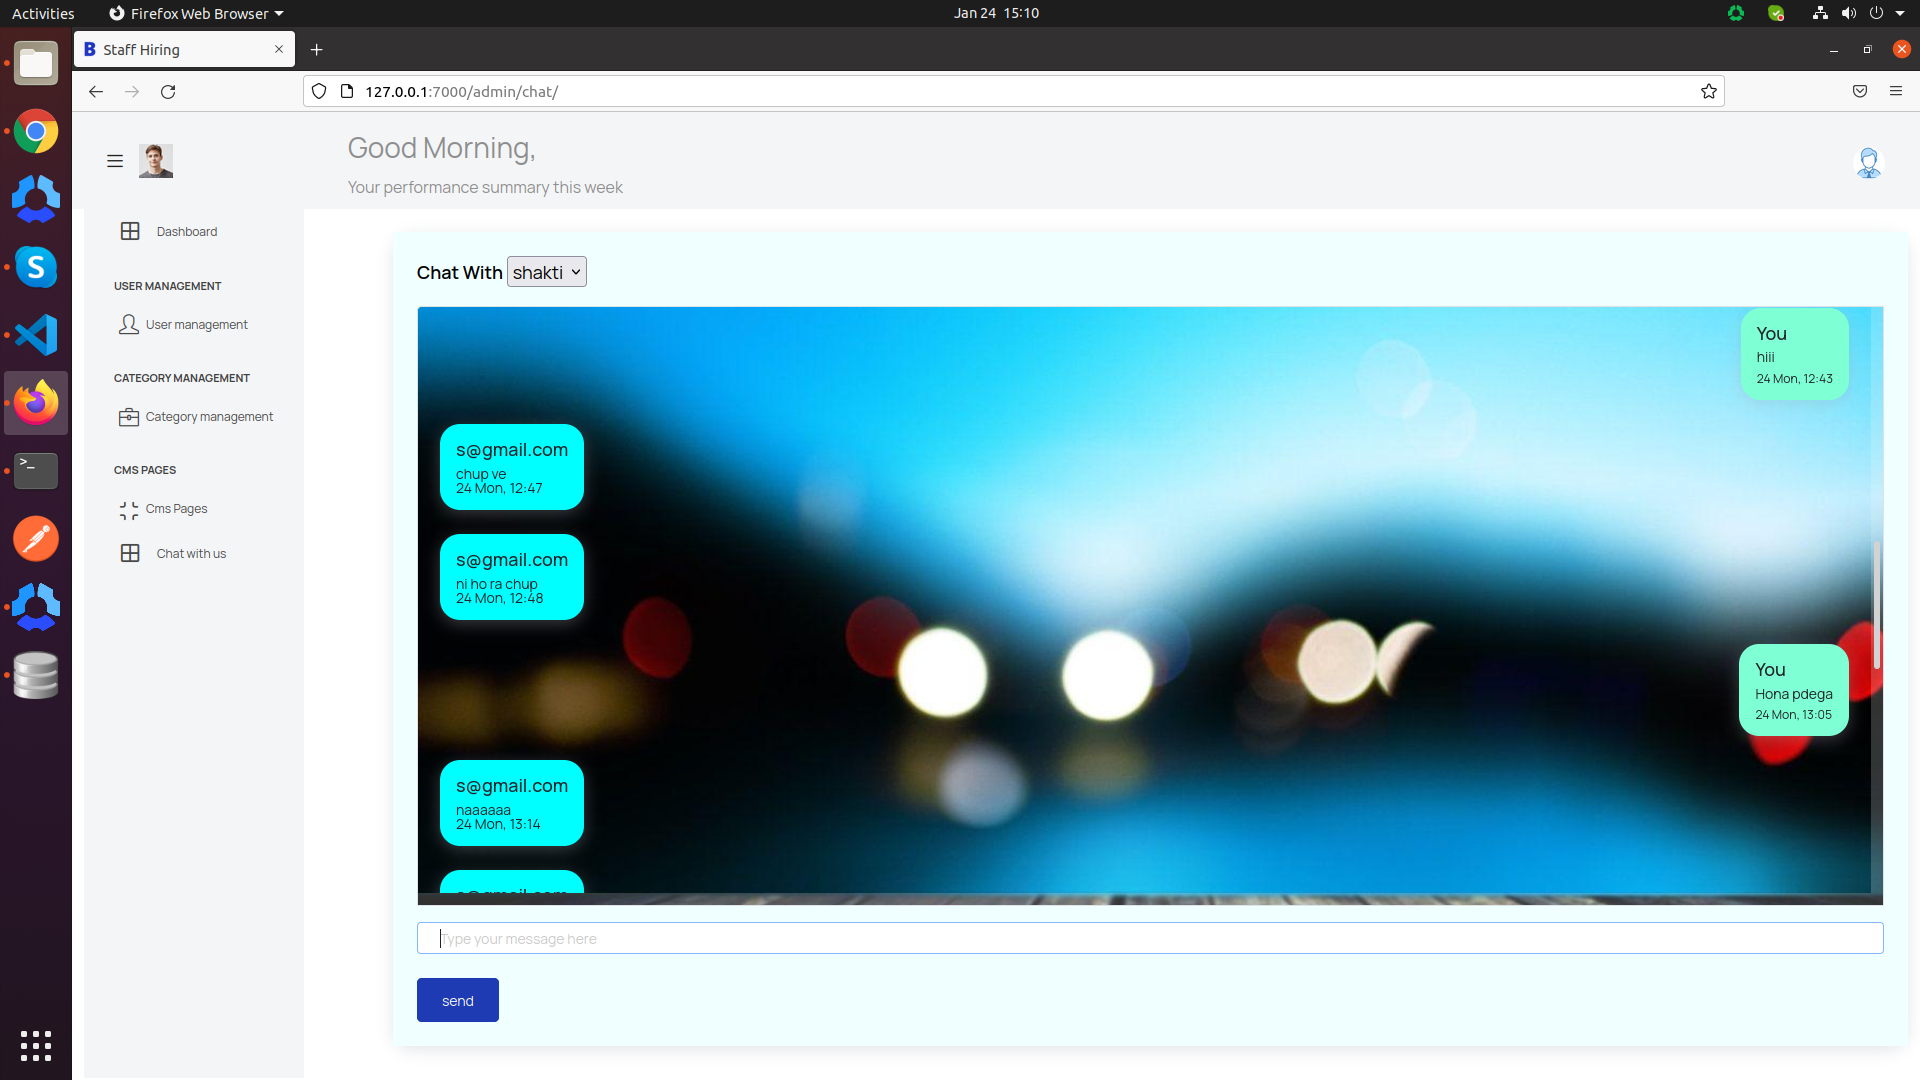 Activities
Firefox Web Browser
Jan 24 15:10
B Staff Hiring
127.0.0.1:7000/admin/chat/
Good Morning,
Your performance summary this week
Dashboard
USER MANAGEMENT
User management
CATEGORY MANAGEMENT
Category management
CMS PAGES
Cms Pages
Chat with us
Chat With shakti
You
hiii
24 Mon, 12:43
s@gmail.com
chup ve
24 Mon, 12:47
s@gmail.com
ni ho ra chup
24 Mon, 12:48
You
Hona pdega
24 Mon, 13:05
s@gmail.com
naaaaaa
24 Mon, 13:14
s@gmail.com
Type your message here
send